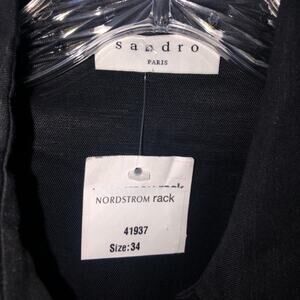 sandro
PARIS
NORDSTROM rack
41937
Size:34